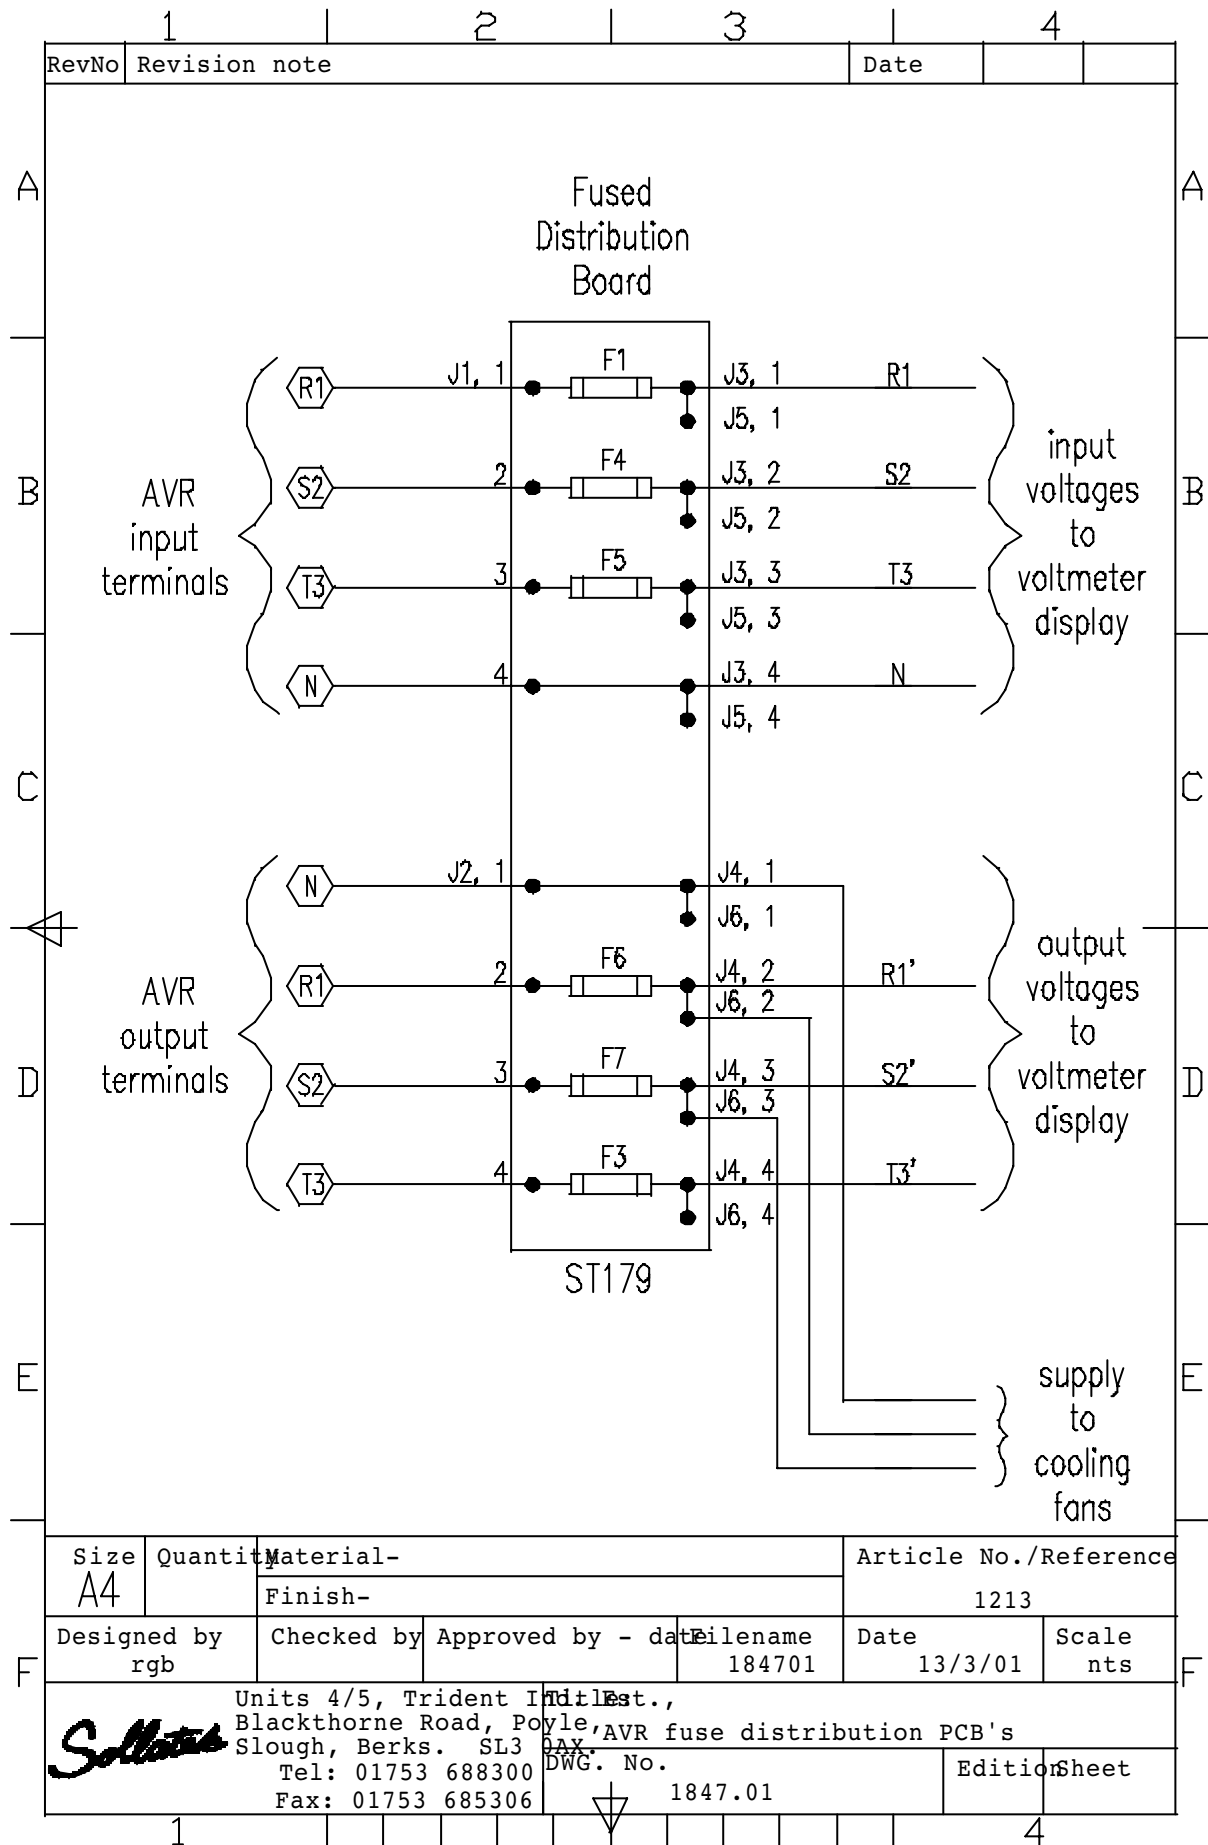 1 2 3 4
RevNo Revision note Date
A A
Fused
Distribution
Board
F1
R1 J1, 1 J3, 1 R1
J5, 1
F4
S2 2 J3, 2 S2
J5, 2
B B
AVR
input
terminals
input
voltages
to
voltmeter
display
F5
T3 3 J3, 3 T3
J5, 3
N 4 J3, 4 N
J5, 4
C C
N J2, 1 J4, 1
J6, 1
F6
R1 2 J4, 2 R1'
J6, 2
AVR
output
terminals
output
voltages
to
voltmeter
display
F7
S2 3 J4, 3 S2'
J6, 3
D D
F3
T3 4 J4, 4 T3'
J6, 4
ST179
E E
supply
to
cooling
fans
Size Quantity Material- Article No./Reference
A4 Finish- 1213
Designed by Checked by Approved by - date Filename Date Scale
rgb 184701 13/3/01 nts
F F
Sollatek
Units 4/5, Trident Ind. Est.,
Blackthorne Road, Poyle,
Slough, Berks. SL3 0AX.
Tel: 01753 688300
Fax: 01753 685306
Title:
AVR fuse distribution PCB's
DWG. No. Edition Sheet
1847.01
1 4